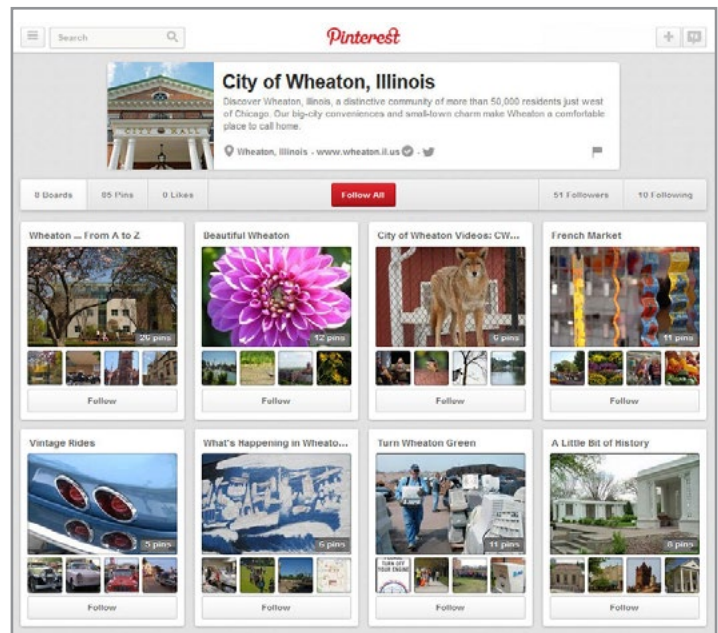 Search
Pinterest
CITY HALL
City of Wheaton, Illinois
Discover Wheaton, Illinois, a distinctive community of more than 50,000 residents just west
of Chicago. Our big-city conveniences and small-town charm make Wheaton a comfortable
place to call home.
Wheaton, Illinois - www.wheaton.il.us -
8 Boards
85 Pins
0 Likes
Follow All
51 Followers
10 Following
Wheaton ... From A to Z
26 pins
Follow
Beautiful Wheaton
12 pins
Follow
City of Wheaton Videos: CW...
6 pins
Follow
French Market
11 pins
Follow
Vintage Rides
5 pins
Follow
What's Happening in Wheato...
6 pins
Follow
Turn Wheaton Green
11 pins
TURN OFF
YOUR ENGINE
Follow
A Little Bit of History
8 pins
Follow